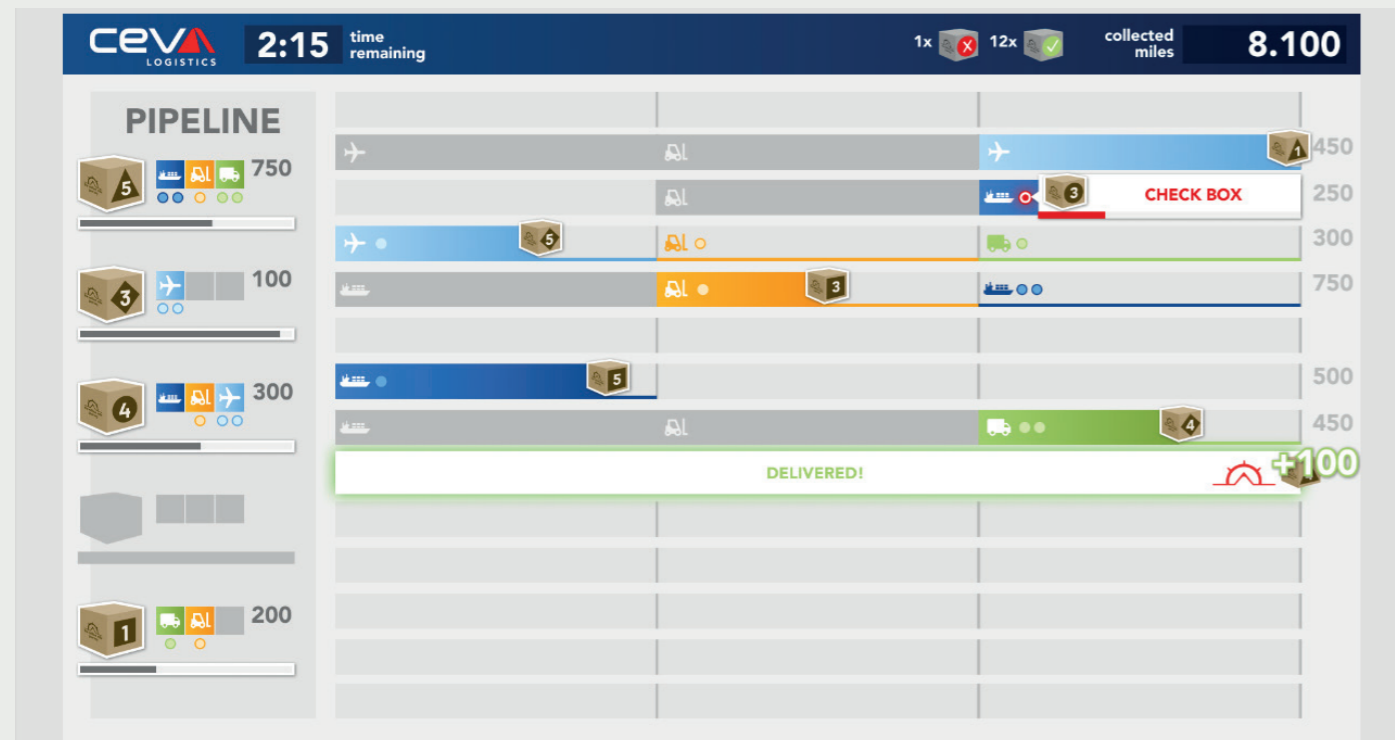 CEVA
LOGISTICS
2:15 time remaining
1x 12x collected miles 8.100
PIPELINE
5 750
3 100
4 300
1 200
1 450
3 CHECK BOX 250
5 300
3 750
5 500
4 450
DELIVERED! +100